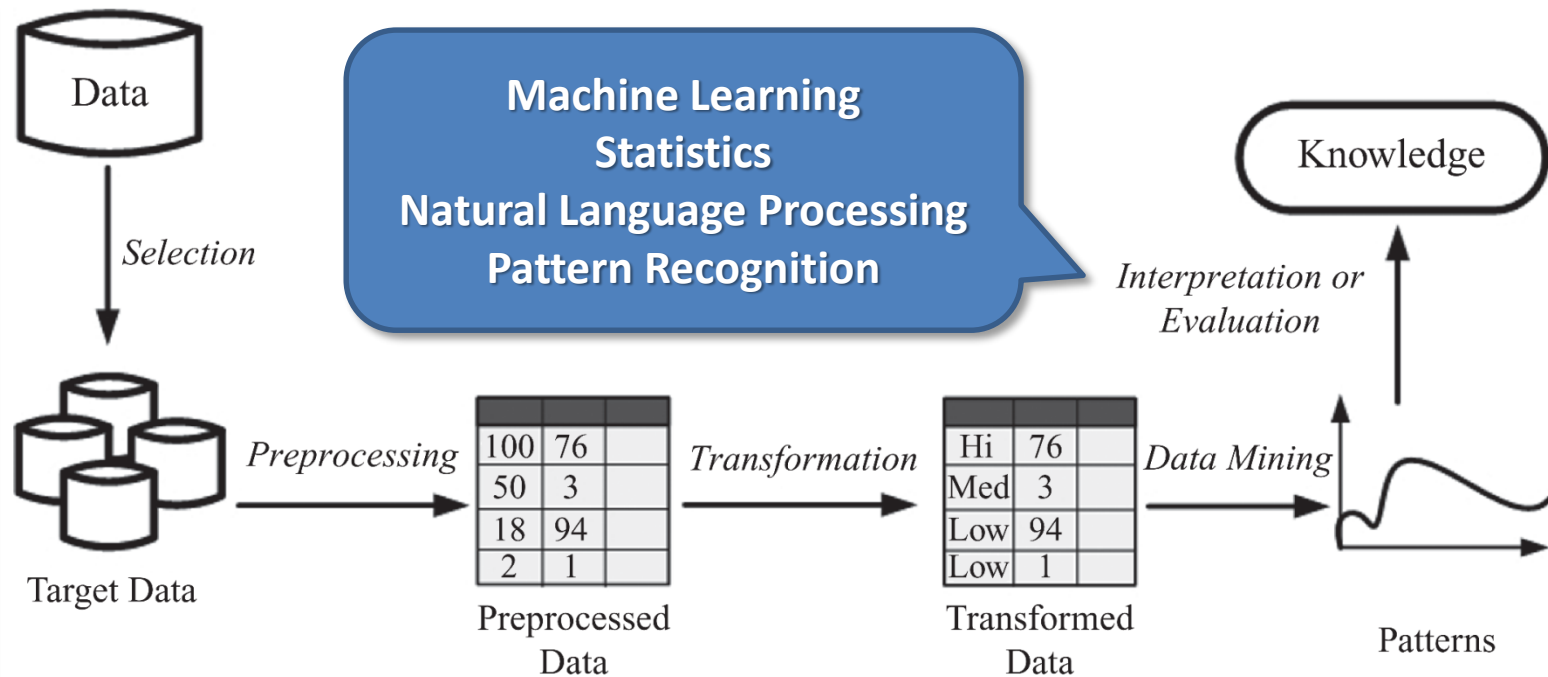 Data
Machine Learning
Statistics
Natural Language Processing
Pattern Recognition
Knowledge
Selection
Interpretation or
Evaluation
Preprocessing
100 76
50 3
18 94
2 1
Transformation
Hi 76
Med 3
Low 94
Low 1
Data Mining
Target Data
Preprocessed
Data
Transformed
Data
Patterns